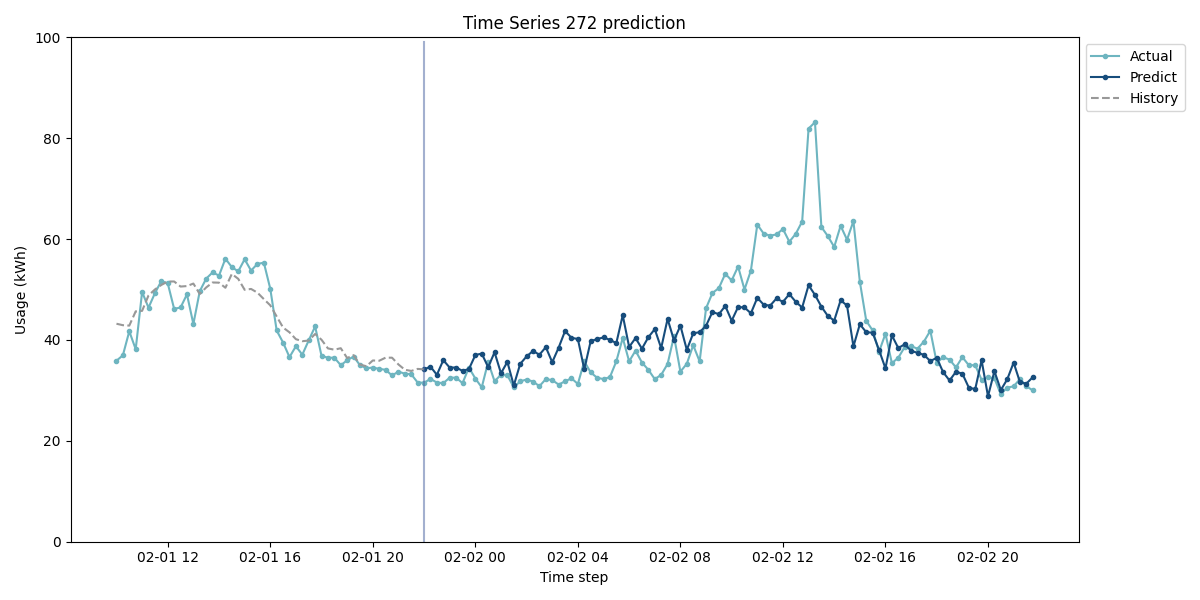 Time Series 272 prediction
Actual
Predict
History
Usage (kWh)
100
80
60
40
20
0
02-01 12
02-01 16
02-01 20
02-02 00
02-02 04
02-02 08
02-02 12
02-02 16
02-02 20
Time step